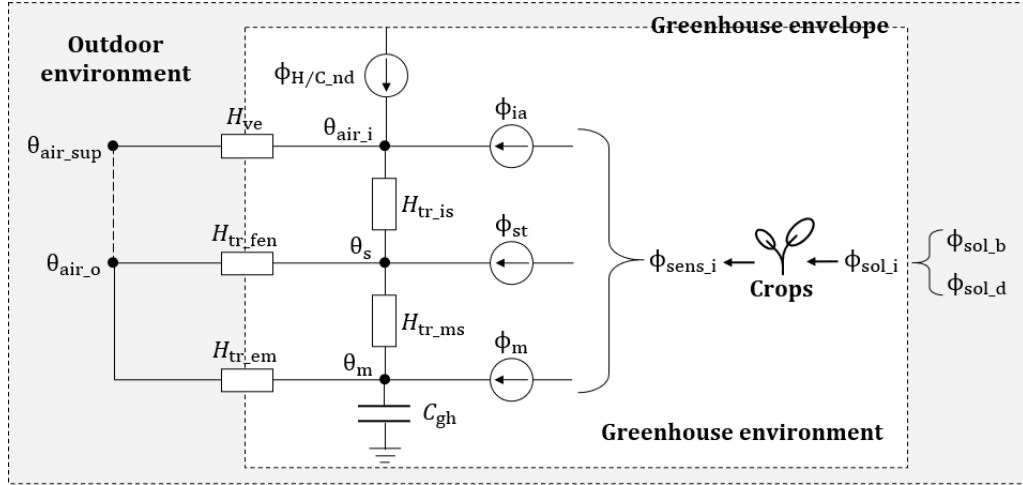 Greenhouse envelope
Outdoor
environment
ϕH/C_nd
Hve
θair_i
ϕia
θair_sup
Htr_is
Htr_fen
θs
ϕst
θair_o
ϕsens_i
Crops
ϕsol_i
ϕsol_b
ϕsol_d
Htr_ms
Htr_em
θm
ϕm
Cgh
Greenhouse environment